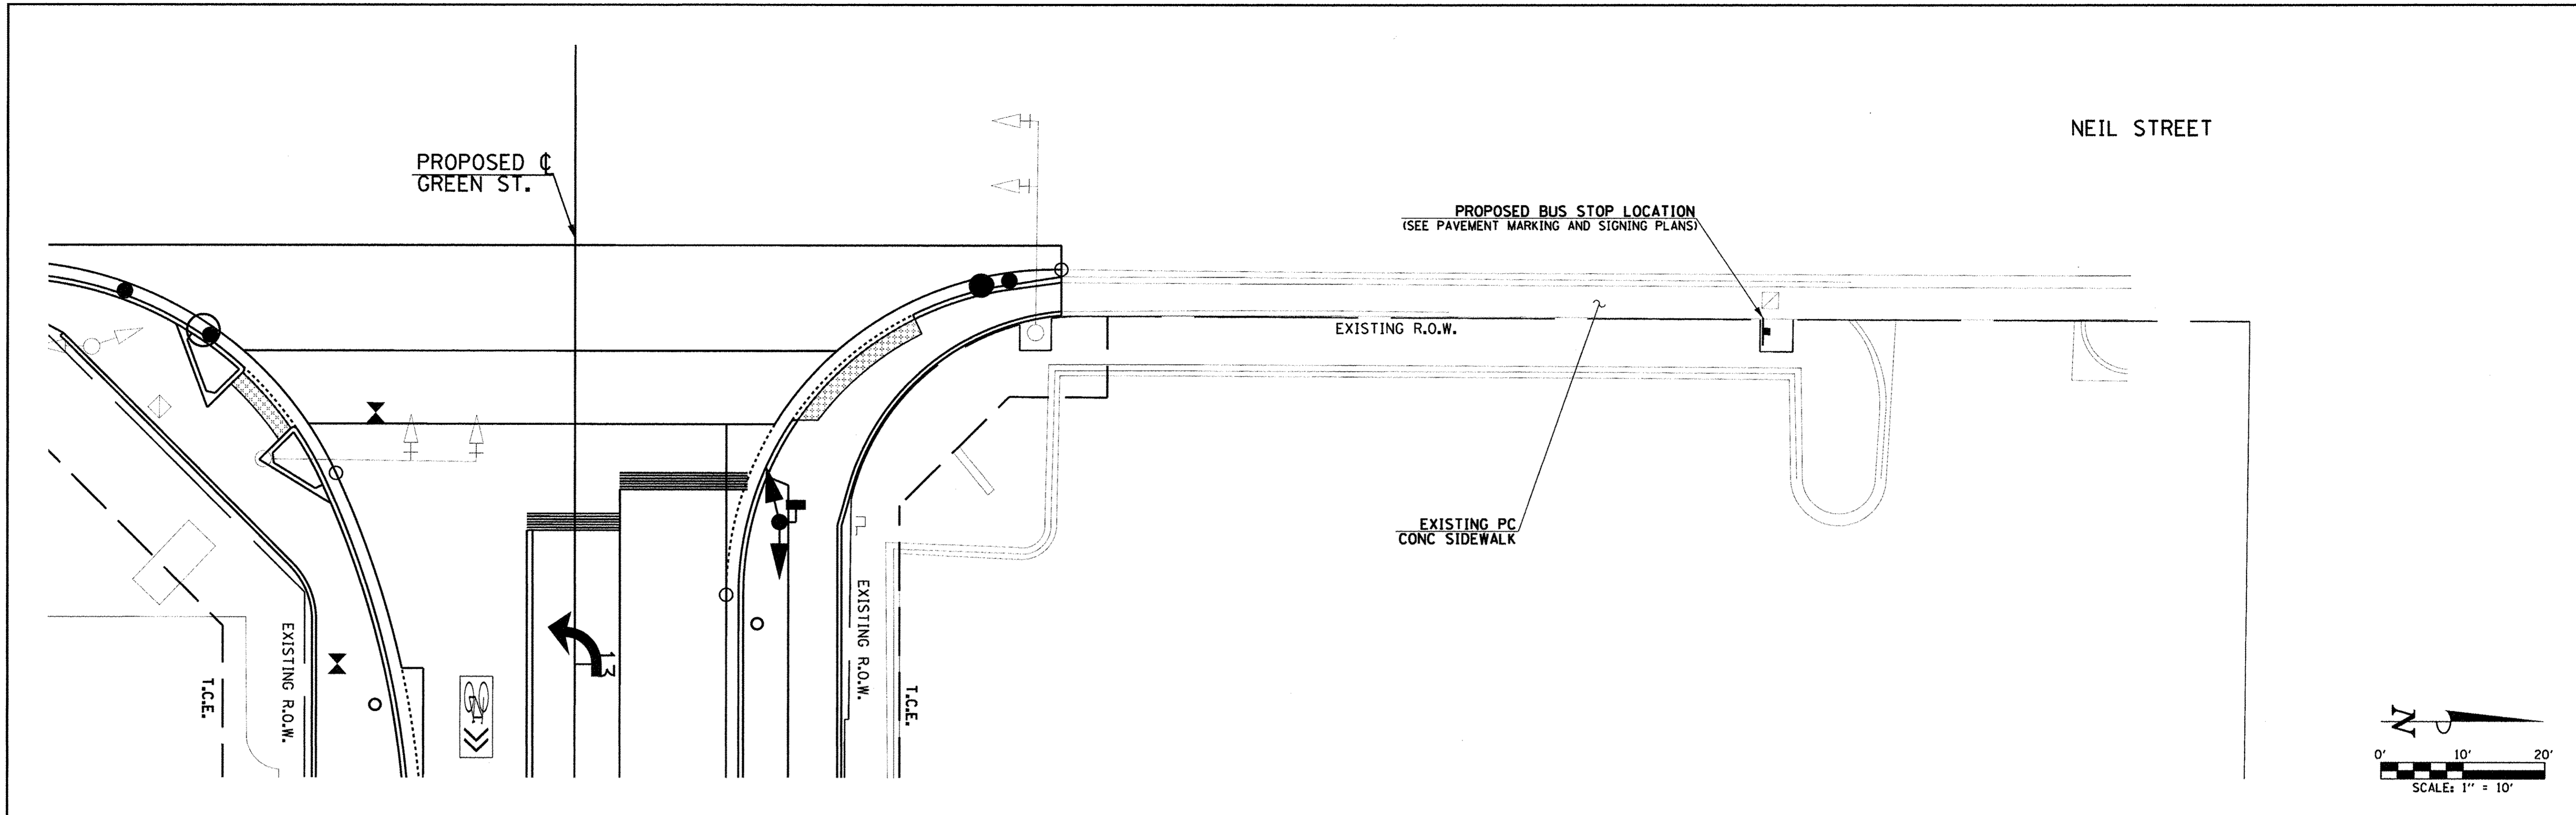 NEIL STREET
PROPOSED ℄
GREEN ST.
PROPOSED BUS STOP LOCATION
(SEE PAVEMENT MARKING AND SIGNING PLANS)
EXISTING R.O.W.
EXISTING PC
CONC SIDEWALK
EXISTING R.O.W.
T.C.E.
13
EXISTING R.O.W.
T.C.E.
N
0' 10' 20'
SCALE: 1" = 10'